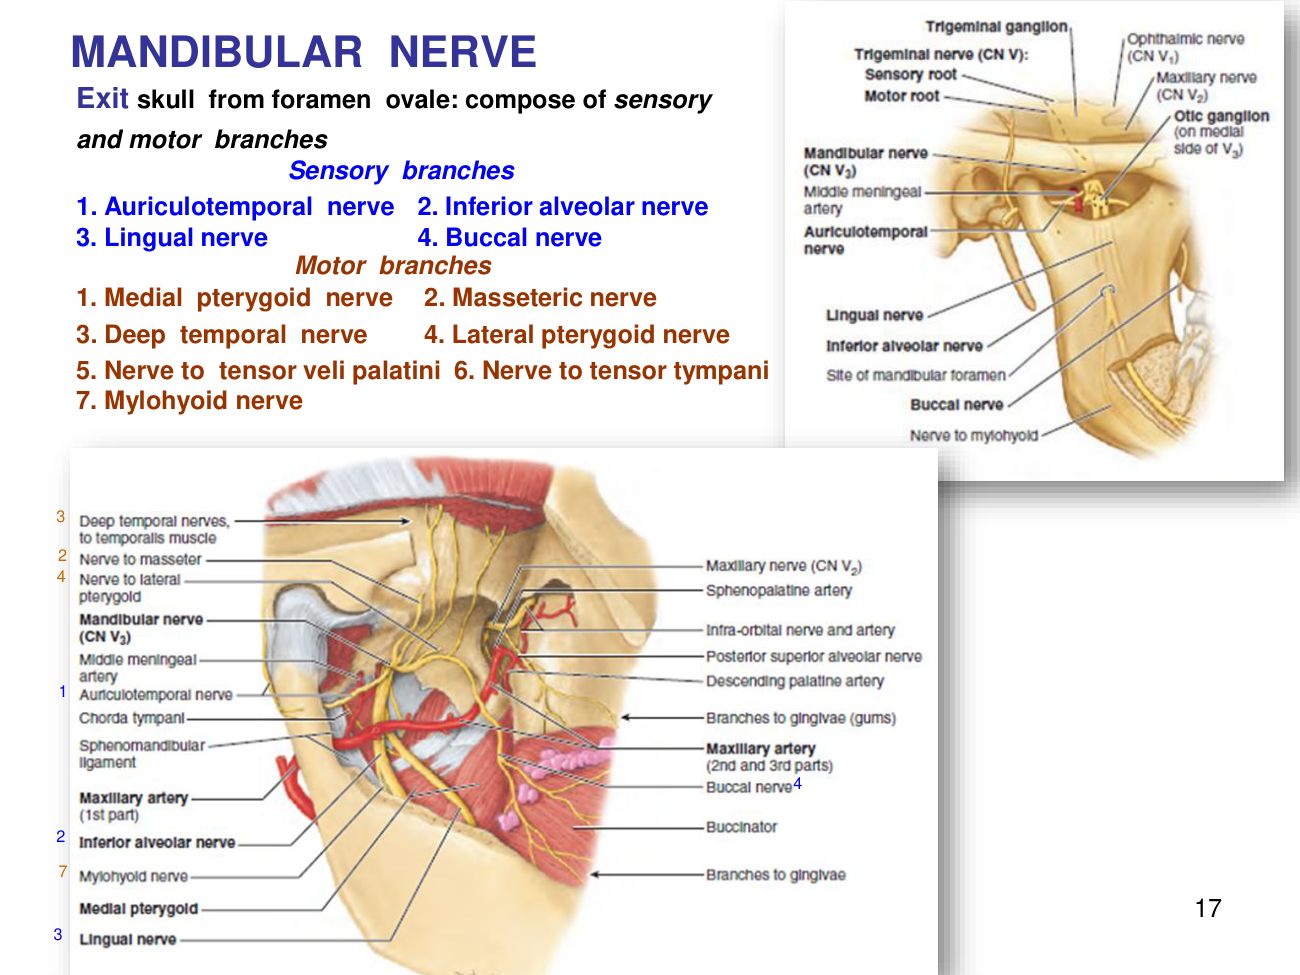 MANDIBULAR NERVE
Exit skull from foramen ovale: compose of sensory
and motor branches
Sensory branches
1. Auriculotemporal nerve 2. Inferior alveolar nerve
3. Lingual nerve 4. Buccal nerve
Motor branches
1. Medial pterygoid nerve 2. Masseteric nerve
3. Deep temporal nerve 4. Lateral pterygoid nerve
5. Nerve to tensor veli palatini 6. Nerve to tensor tympani
7. Mylohyoid nerve
Trigeminal ganglion
Trigeminal nerve (CN V):
Sensory root
Motor root
Mandibular nerve
(CN V3)
Middle meningeal
artery
Auriculotemporal
nerve
Lingual nerve
Inferior alveolar nerve
Site of mandibular foramen
Buccal nerve
Nerve to mylohyoid
Ophthalmic nerve
(CN V1)
Maxillary nerve
(CN V2)
Otic ganglion
(on medial
side of V3)
3 Deep temporal nerves,
to temporalis muscle
2 Nerve to masseter
4 Nerve to lateral
pterygoid
Mandibular nerve
(CN V3)
Middle meningeal
artery
1 Auriculotemporal nerve
Chorda tympani
Sphenomandibular
ligament
Maxillary artery
(1st part)
2 Inferior alveolar nerve
7 Mylohyoid nerve
Medial pterygoid
3 Lingual nerve
Maxillary nerve (CN V2)
Sphenopalatine artery
Infra-orbital nerve and artery
Posterior superior alveolar nerve
Descending palatine artery
Branches to gingivae (gums)
Maxillary artery
(2nd and 3rd parts)
Buccal nerve 4
Buccinator
Branches to gingivae
17